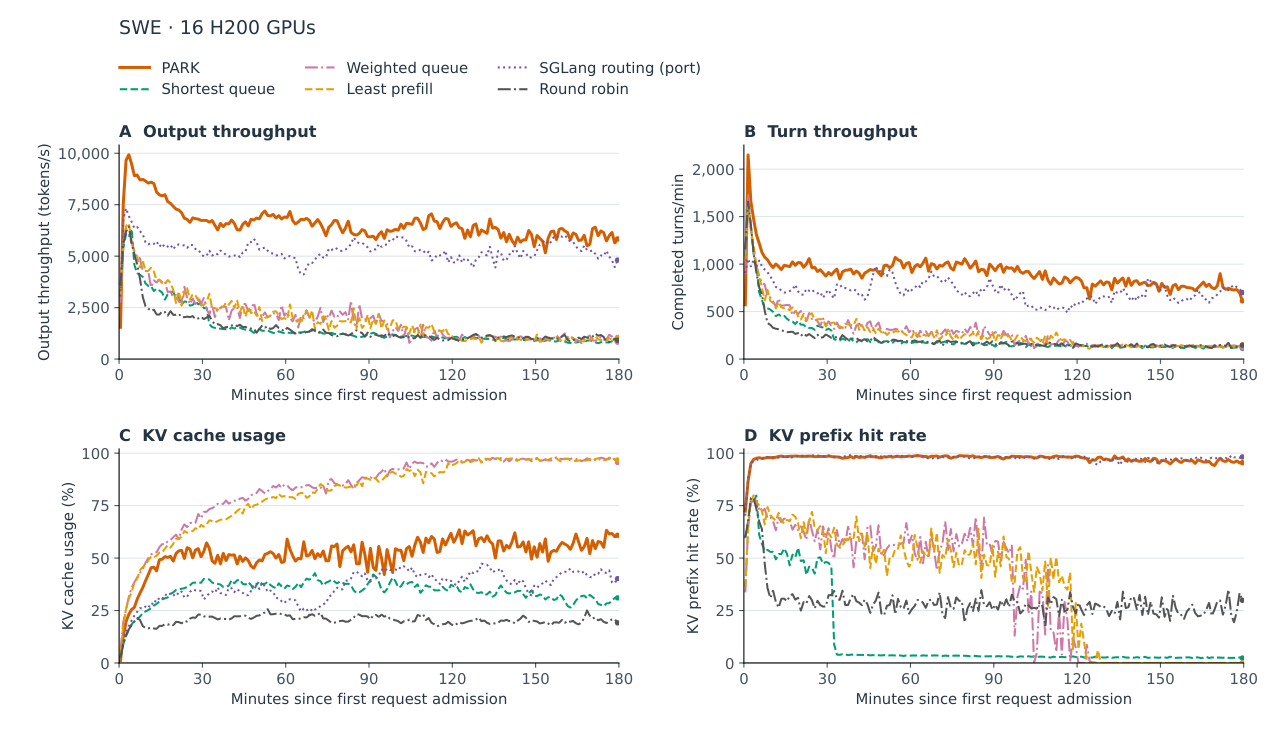 SWE · 16 H200 GPUs
PARK
Weighted queue
SGLang routing (port)
Shortest queue
Least prefill
Round robin
A Output throughput
Output throughput (tokens/s)
10,000
7,500
5,000
2,500
0
0 30 60 90 120 150 180
Minutes since first request admission
B Turn throughput
Completed turns/min
2,000
1,500
1,000
500
0
0 30 60 90 120 150 180
Minutes since first request admission
C KV cache usage
KV cache usage (%)
100
75
50
25
0
0 30 60 90 120 150 180
Minutes since first request admission
D KV prefix hit rate
KV prefix hit rate (%)
100
75
50
25
0
0 30 60 90 120 150 180
Minutes since first request admission